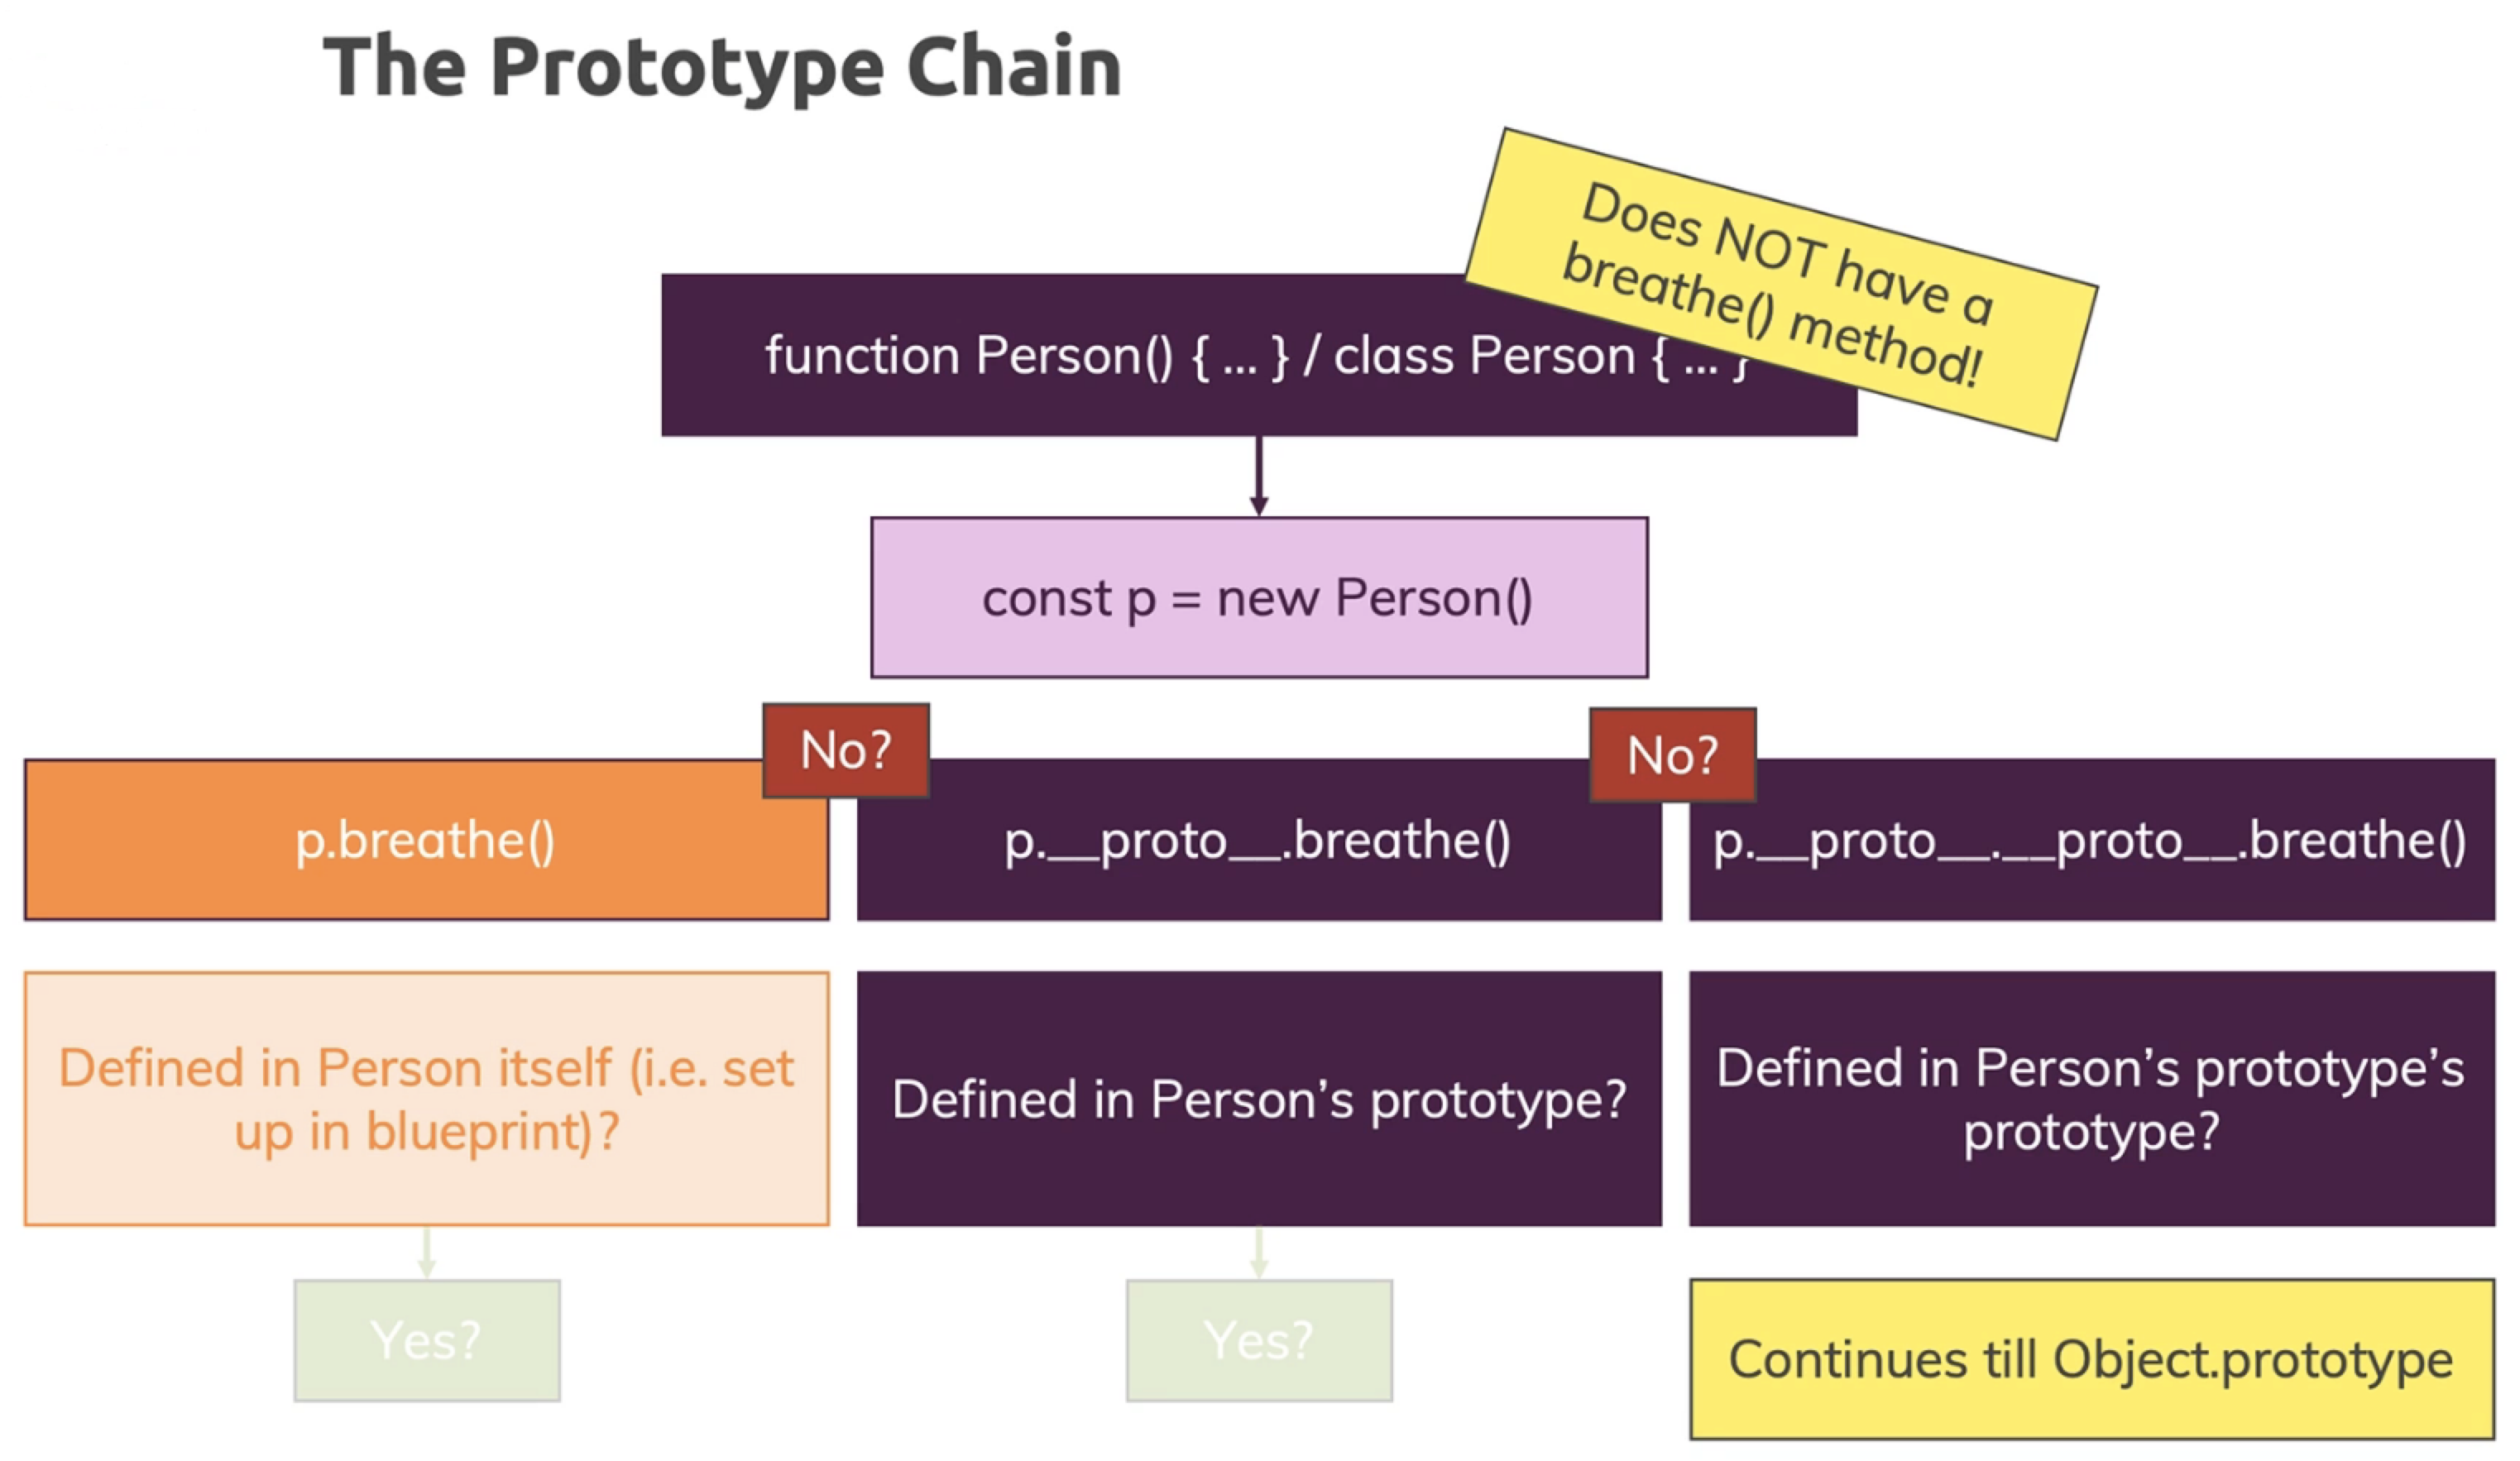 The Prototype Chain
Does NOT have a
breathe() method!
function Person() { ... } / class Person { ... }
const p = new Person()
No?
No?
p.breathe()
p.__proto__.breathe()
p.__proto__.__proto__.breathe()
Defined in Person itself (i.e. set
up in blueprint)?
Defined in Person’s prototype?
Defined in Person’s prototype’s
prototype?
Yes?
Yes?
Continues till Object.prototype